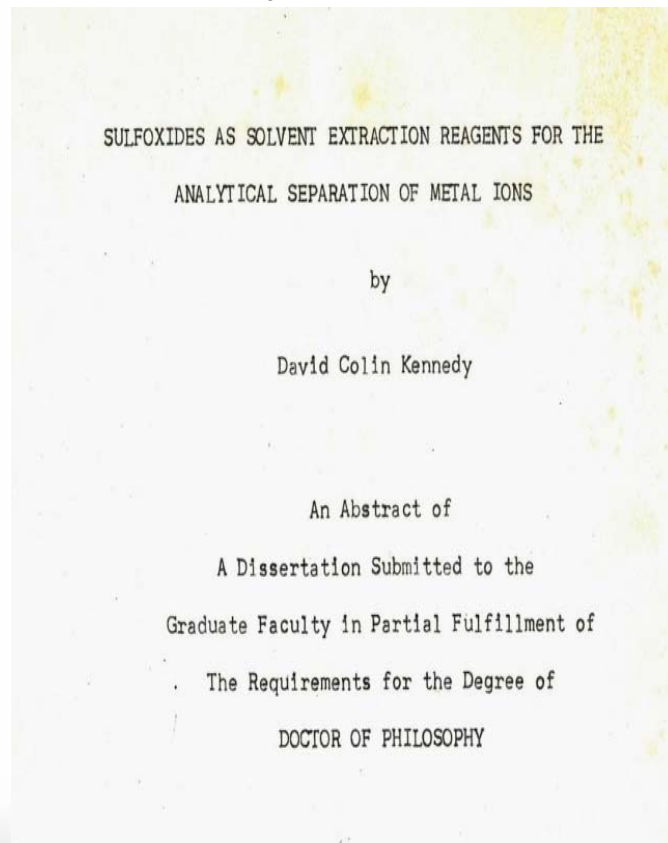 SULFOXIDES AS SOLVENT EXTRACTION REAGENTS FOR THE
ANALYTICAL SEPARATION OF METAL IONS
by
David Colin Kennedy
An Abstract of
A Dissertation Submitted to the
Graduate Faculty in Partial Fulfillment of
The Requirements for the Degree of
DOCTOR OF PHILOSOPHY